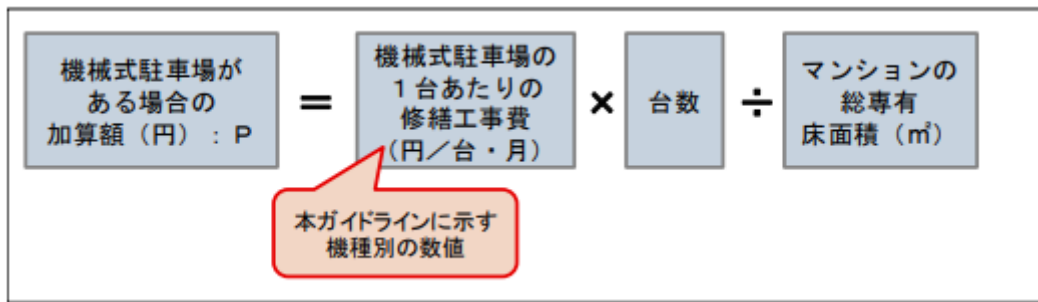 機械式駐車場が
ある場合の
加算額（円）：Ｐ
＝
機械式駐車場の
１台あたりの
修繕工事費
（円／台・月）
×
台数
÷
マンションの
総専有
床面積（㎡）
本ガイドラインに示す
機種別の数値